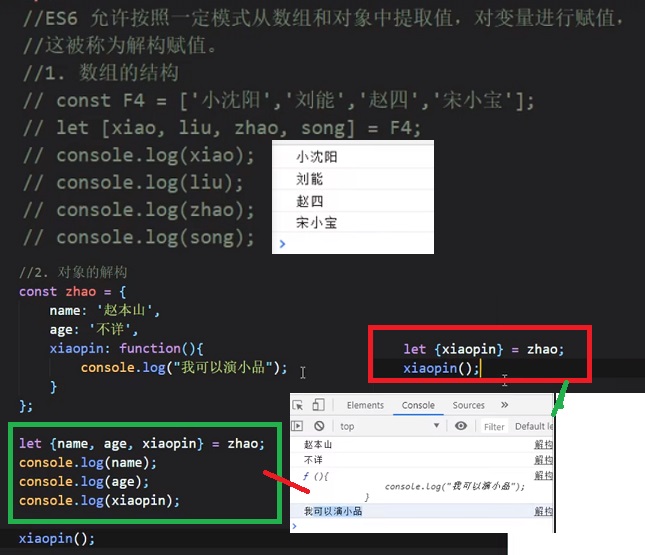 //ES6 允许按照一定模式从数组和对象中提取值，对变量进行赋值，
//这被称为解构赋值。
//1. 数组的结构
// const F4 = ['小沈阳','刘能','赵四','宋小宝'];
// let [xiao, liu, zhao, song] = F4;
// console.log(xiao);
// console.log(liu);
// console.log(zhao);
// console.log(song);
小沈阳
刘能
赵四
宋小宝
>
//2. 对象的解构
const zhao = {
name: '赵本山',
age: '不详',
xiaopin: function(){
console.log("我可以演小品");
}
};
let {xiaopin} = zhao;
xiaopin();
let {name, age, xiaopin} = zhao;
console.log(name);
console.log(age);
console.log(xiaopin);
xiaopin();
Elements Console Sources »
top Filter Default le
赵本山 解构
不详 解构
f (){ 解构
console.log("我可以演小品");
}
我可以演小品 解构
>